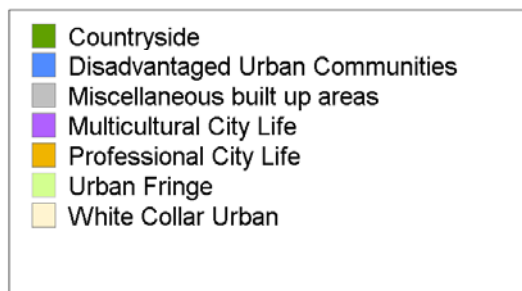 Countryside
Disadvantaged Urban Communities
Miscellaneous built up areas
Multicultural City Life
Professional City Life
Urban Fringe
White Collar Urban